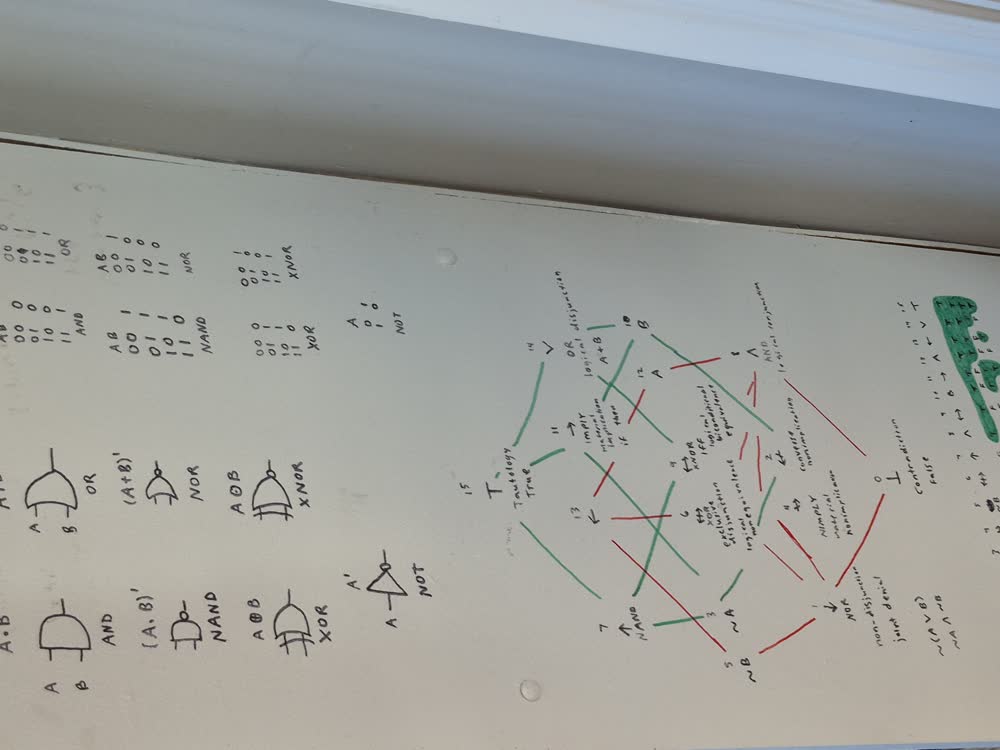 A·B
A
B
AND
A
B
OR
(A.B)'
NAND
(A+B)'
NOR
A⊕B
XOR
A⊙B
XNOR
A'
A
NOT
AB
00 0
01 0
10 0
11 1
AND
00 0
01 1
10 1
11 1
OR
AB
00 1
01 1
10 1
11 0
NAND
AB
00 1
01 0
10 0
11 0
NOR
00 0
01 1
10 1
11 0
XOR
00 1
01 0
10 0
11 1
XNOR
A
0 1
1 0
NOT
15
T
Tautology
True
14
∨
OR
logical disjunction
A+B
13
←
11
→
IMPLY
material
implication
if then
7
↑
NAND
12
A
10
B
6
↔
XOR
exclusive
disjunction
logical
nonequivalence
9
↔
XNOR
IFF
logical
biconditional
equivalence
5
~B
3
~A
8
∧
AND
logical conjunction
4
NIMPLY
material
nonimplication
2
converse
nonimplication
1
↓
NOR
non-disjunction
joint denial
~(A∨B)
~A∧~B
0
⊥
Contradiction
False